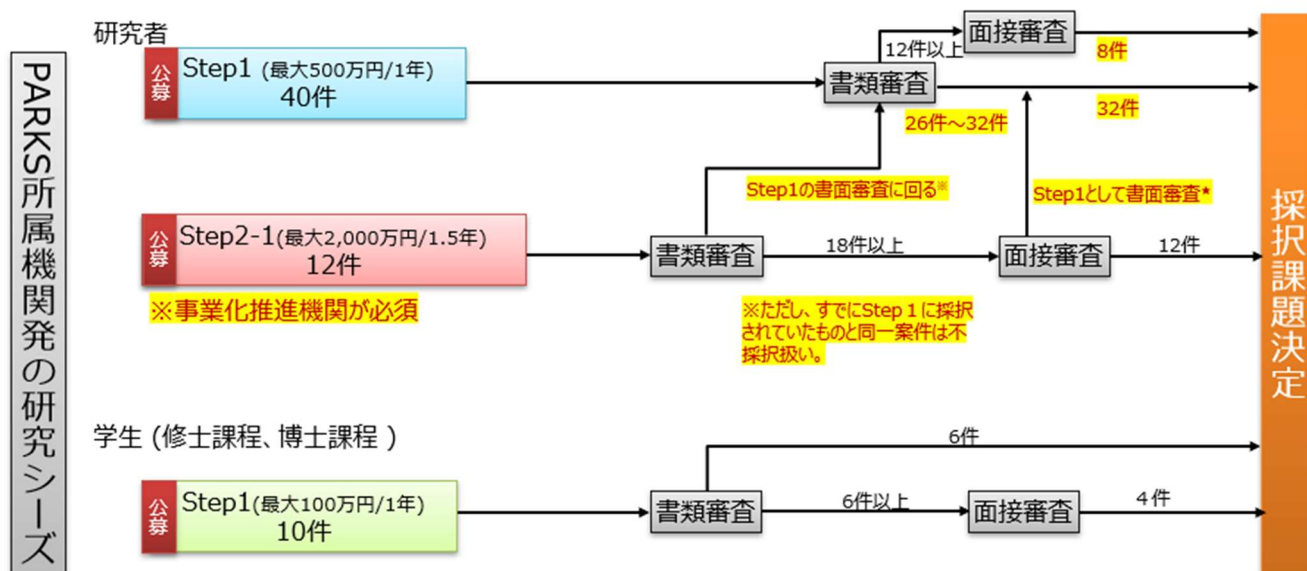 PARKS所属機関発の研究シーズ
研究者
公募
Step1 (最大500万円/1年)
40件
書類審査
12件以上
面接審査
8件
26件～32件
32件
Step1の書面審査に回る※
Step1として書面審査★
公募
Step2-1(最大2,000万円/1.5年)
12件
書類審査
18件以上
面接審査
12件
※事業化推進機関が必須
※ただし、すでにStep 1 に採択
されていたものと同一案件は不
採択扱い。
学生 (修士課程、博士課程 )
公募
Step1(最大100万円/1年)
10件
書類審査
6件
6件以上
面接審査
4件
採択課題決定